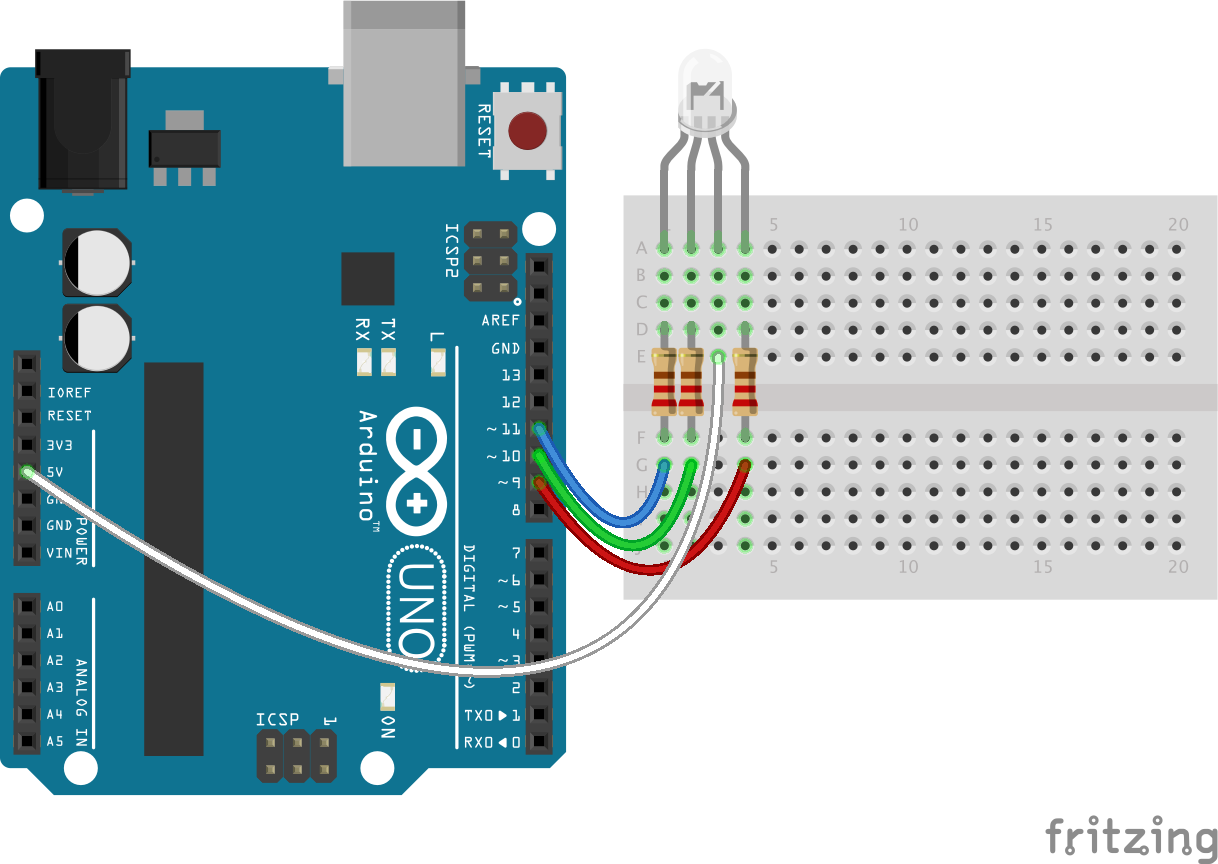 RESET
ICSP2
AREF
GND
RX
TX
L
13
12
~11
~10
~9
8
IOREF
RESET
3V3
5V
GND
VIN
POWER
Arduino™
UNO
7
~6
~5
4
~3
2
TX0▶1
RX0◀0
DIGITAL (PWM~)
A0
A1
A2
A3
A4
A5
ANALOG IN
ICSP
1
ON
5 10 15 20
A
B
C
D
E
F
G
H
5 10 15 20
fritzing